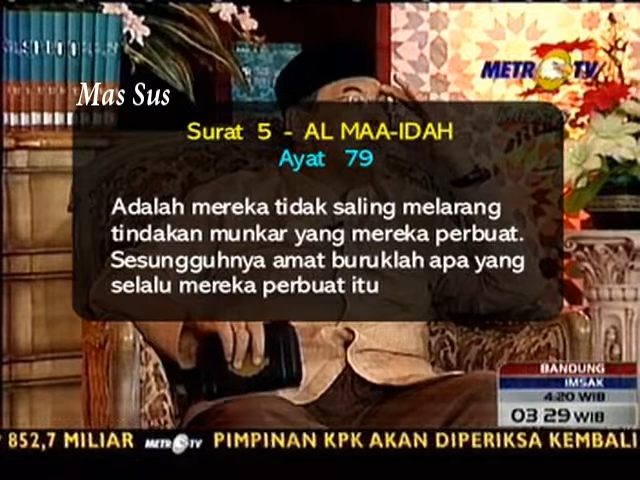 METRO TV
Mas Sus
Surat 5 - AL MAA-IDAH
Ayat 79
Adalah mereka tidak saling melarang
tindakan munkar yang mereka perbuat.
Sesungguhnya amat buruklah apa yang
selalu mereka perbuat itu
BANDUNG
IMSAK
4:20 WIB
03 29 WIB
852,7 MILIAR METRO TV PIMPINAN KPK AKAN DIPERIKSA KEMBALI